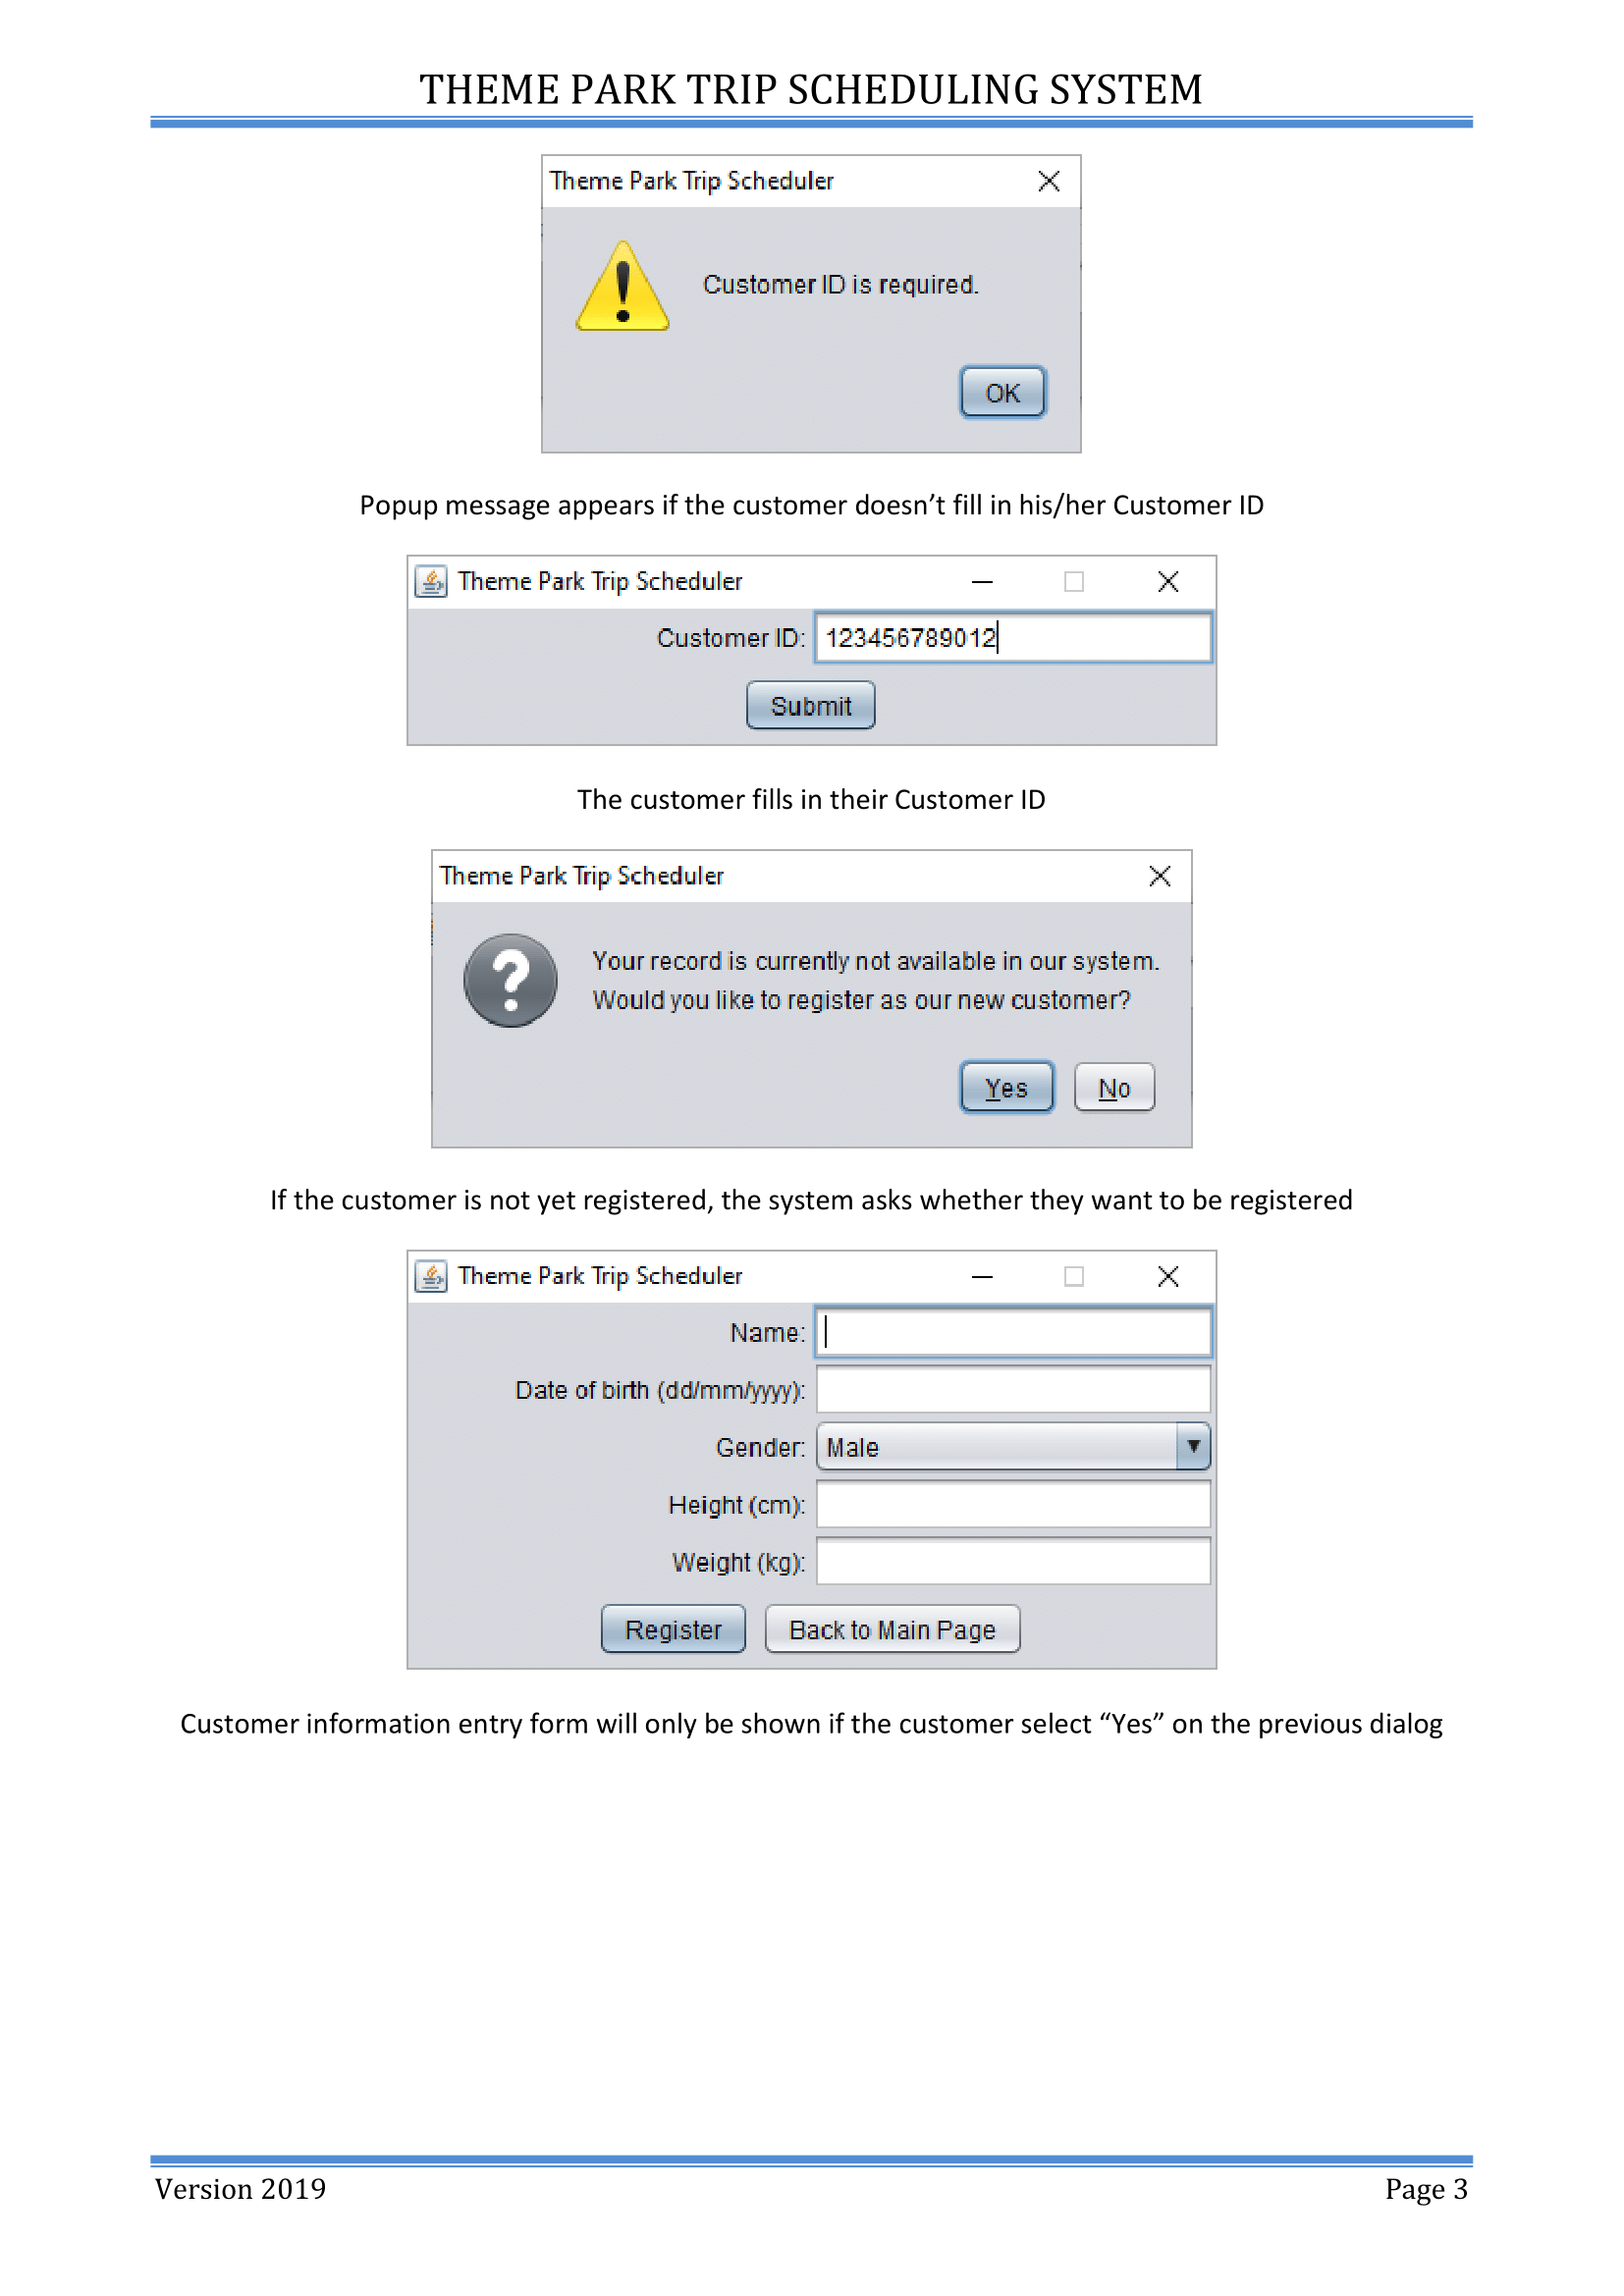 THEME PARK TRIP SCHEDULING SYSTEM
Theme Park Trip Scheduler
Customer ID is required.
OK
Popup message appears if the customer doesn’t fill in his/her Customer ID
Theme Park Trip Scheduler
Customer ID: 123456789012
Submit
The customer fills in their Customer ID
Theme Park Trip Scheduler
Your record is currently not available in our system.
Would you like to register as our new customer?
Yes No
If the customer is not yet registered, the system asks whether they want to be registered
Theme Park Trip Scheduler
Name:
Date of birth (dd/mm/yyyy):
Gender: Male
Height (cm):
Weight (kg):
Register Back to Main Page
Customer information entry form will only be shown if the customer select “Yes” on the previous dialog
Version 2019 Page 3